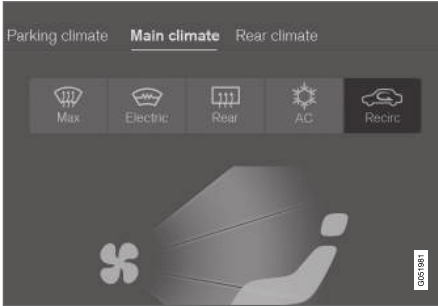 Parking climate Main climate Rear climate
Max Electric Rear AC Recirc
G051981